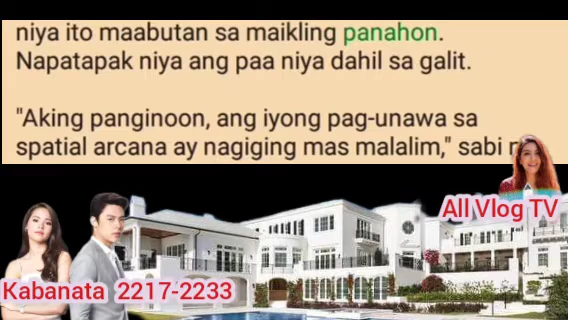 niya ito maabutan sa maikling panahon.
Napatapak niya ang paa niya dahil sa galit.
"Aking panginoon, ang iyong pag-unawa sa
spatial arcana ay nagiging mas malalim," sabi
All Vlog TV
Kabanata 2217-2233